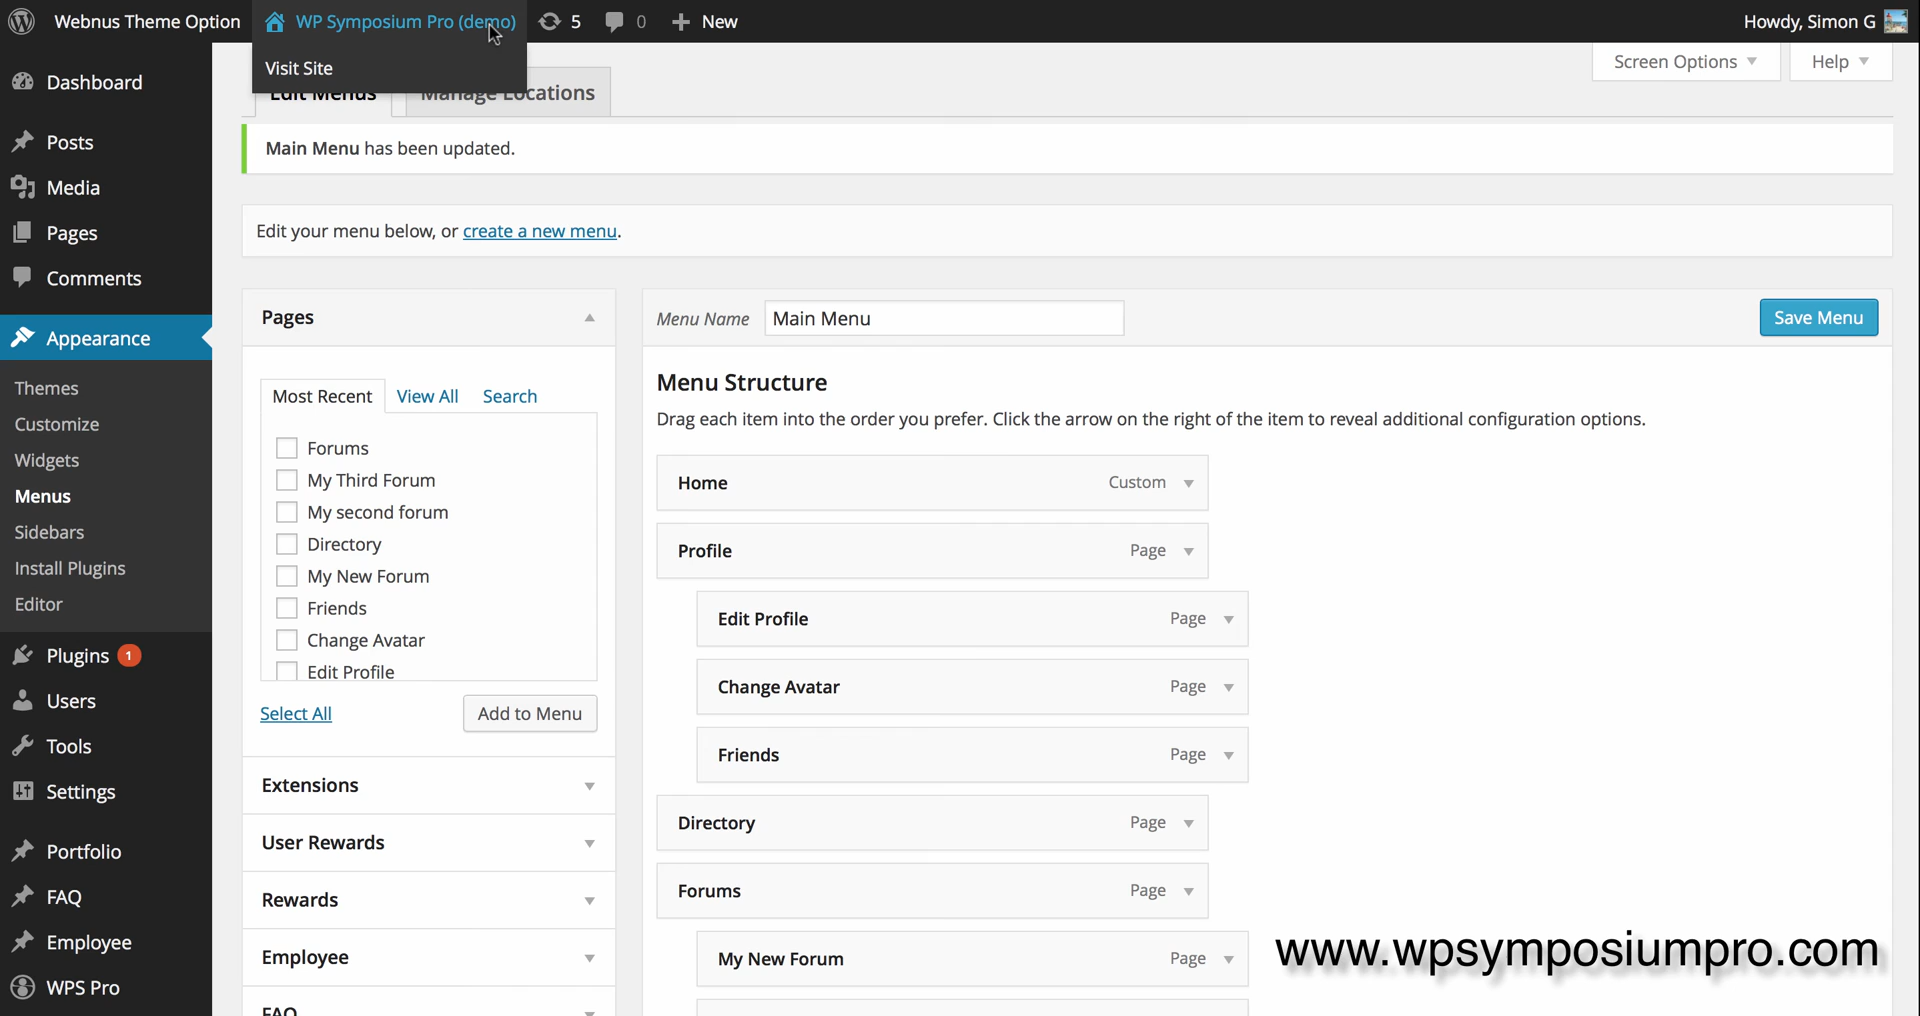 Webnus Theme Option
WP Symposium Pro (demo)
5
0
New
Howdy, Simon G
Visit Site
Screen Options
Help
Edit Menus
Manage Locations
Main Menu has been updated.
Edit your menu below, or create a new menu.
Dashboard
Posts
Media
Pages
Comments
Appearance
Themes
Customize
Widgets
Menus
Sidebars
Install Plugins
Editor
Plugins 1
Users
Tools
Settings
Portfolio
FAQ
Employee
WPS Pro
Pages
Most Recent
View All
Search
Forums
My Third Forum
My second forum
Directory
My New Forum
Friends
Change Avatar
Edit Profile
Select All
Add to Menu
Extensions
User Rewards
Rewards
Employee
FAQ
Menu Name
Main Menu
Save Menu
Menu Structure
Drag each item into the order you prefer. Click the arrow on the right of the item to reveal additional configuration options.
Home Custom
Profile Page
Edit Profile Page
Change Avatar Page
Friends Page
Directory Page
Forums Page
My New Forum Page
www.wpsymposiumpro.com